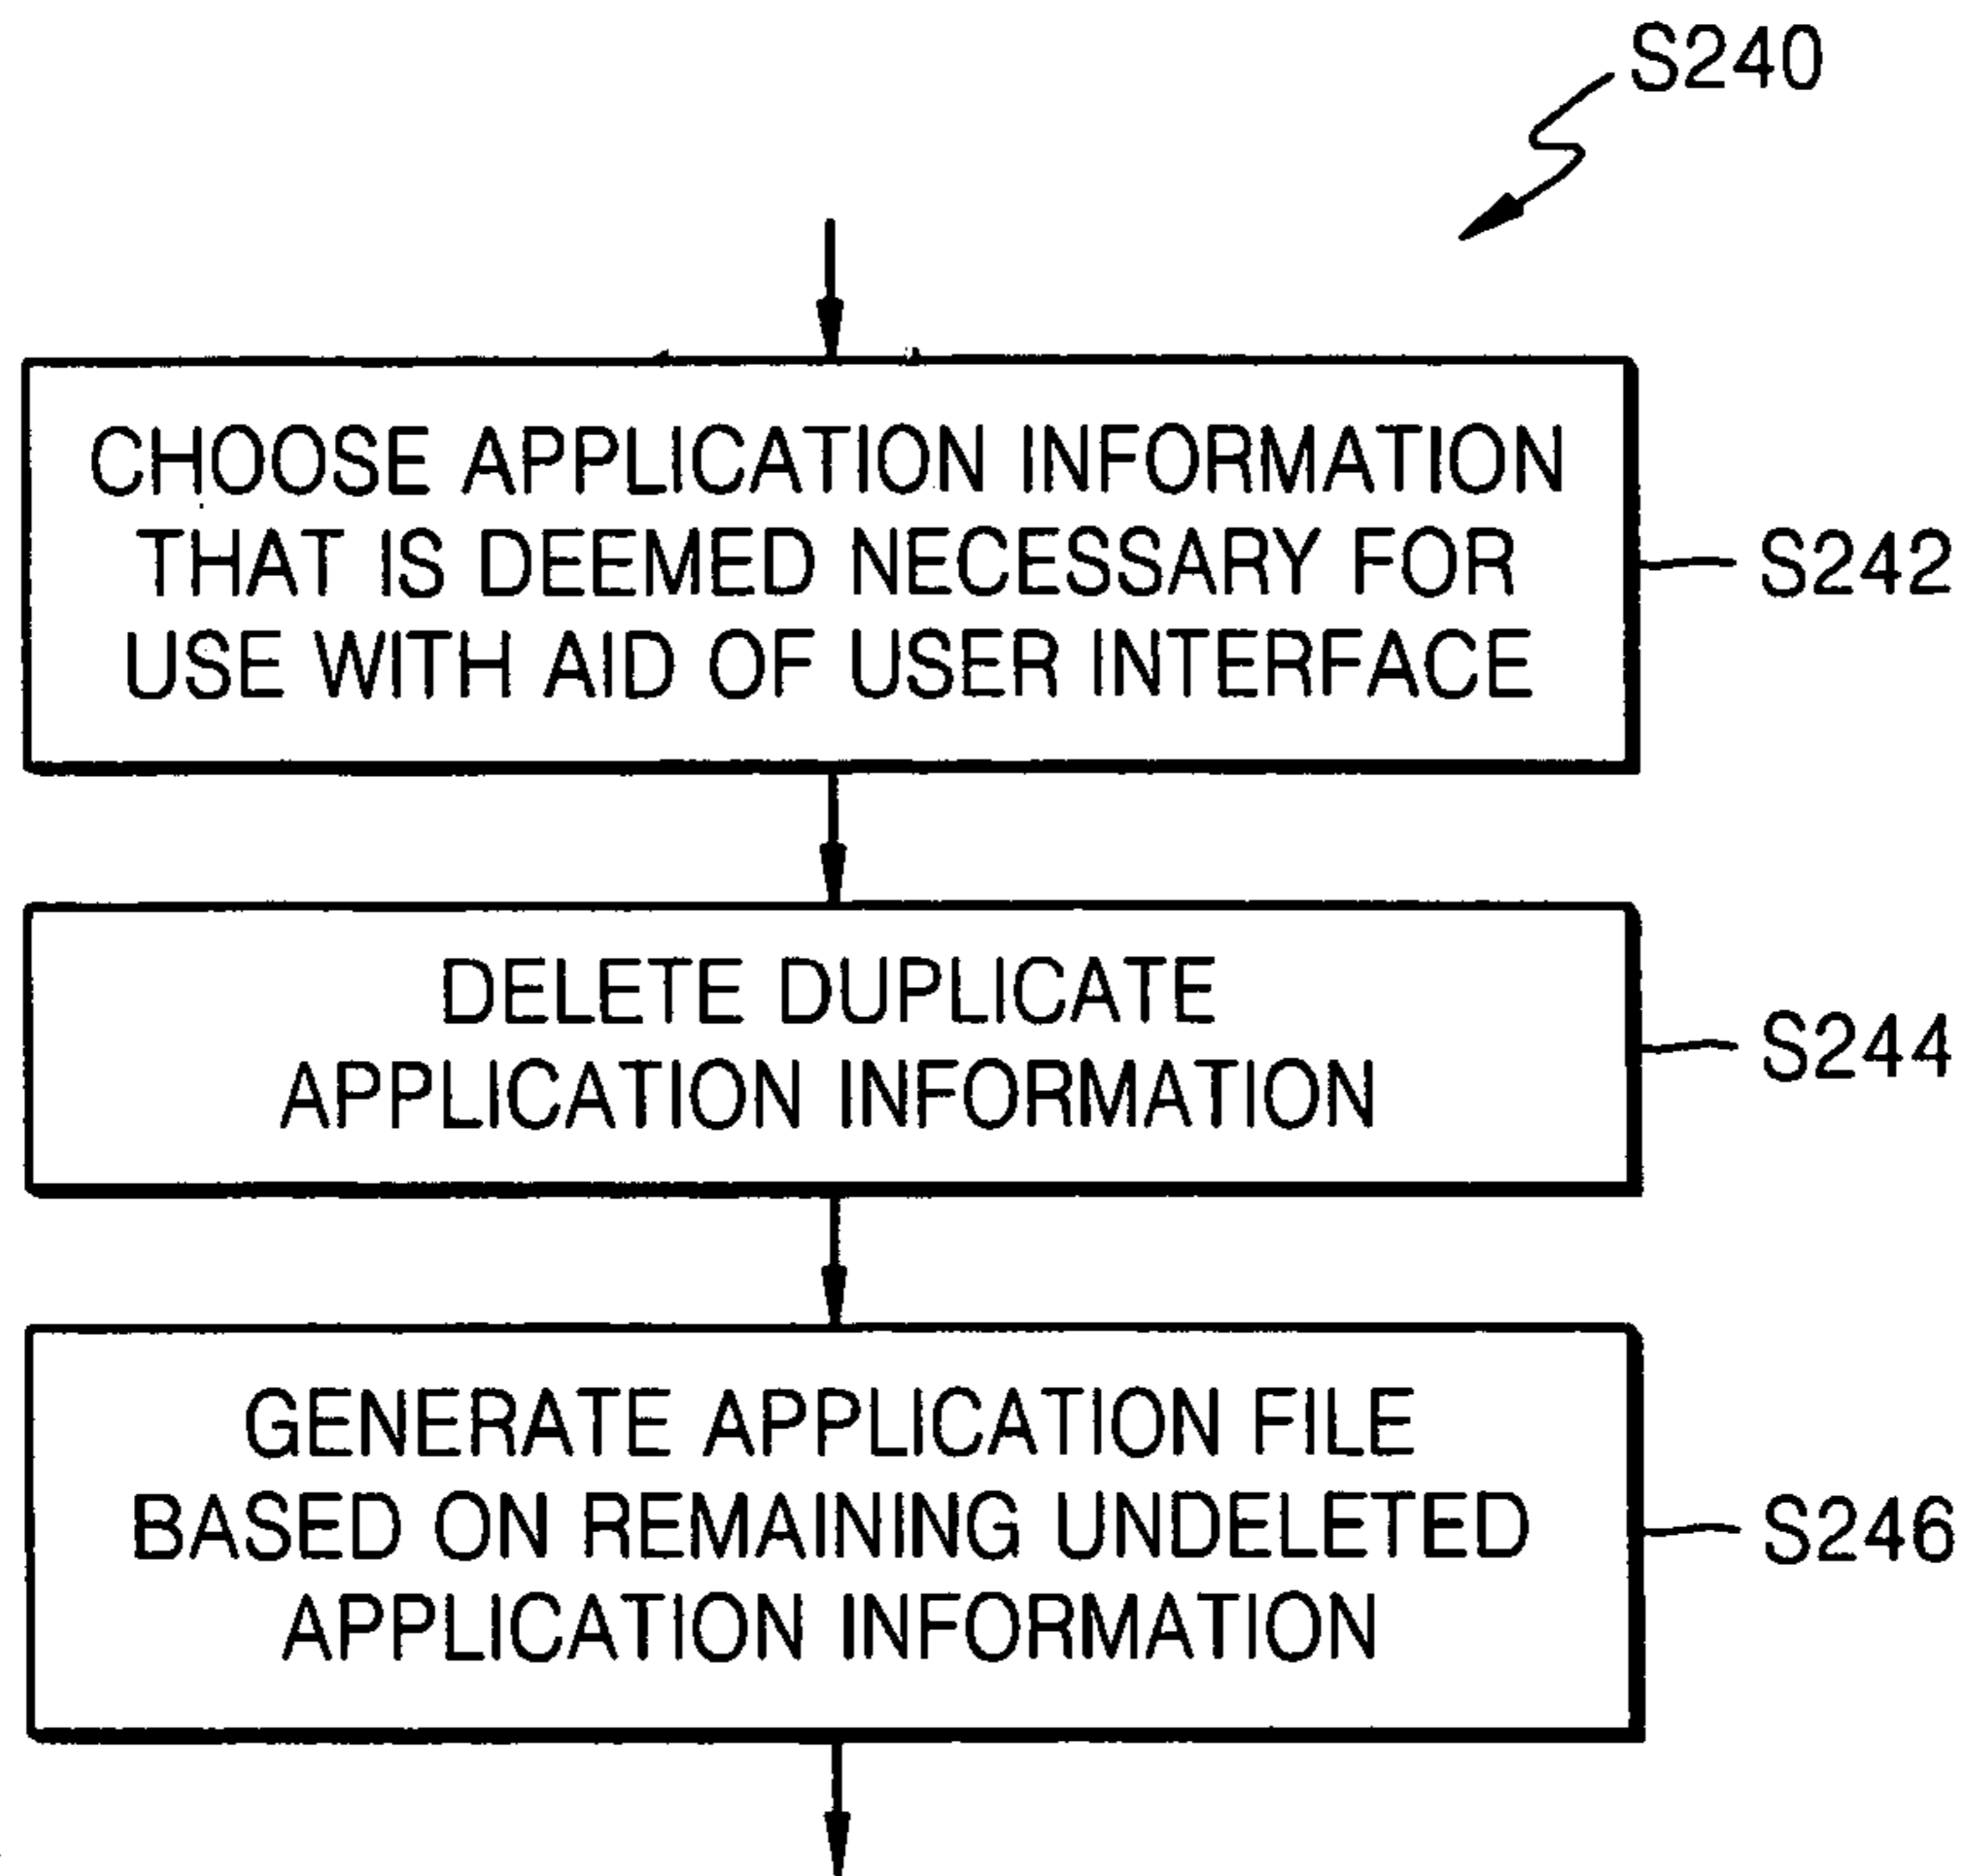 S240
CHOOSE APPLICATION INFORMATION
THAT IS DEEMED NECESSARY FOR
USE WITH AID OF USER INTERFACE
S242
DELETE DUPLICATE
APPLICATION INFORMATION
S244
GENERATE APPLICATION FILE
BASED ON REMAINING UNDELETED
APPLICATION INFORMATION
S246